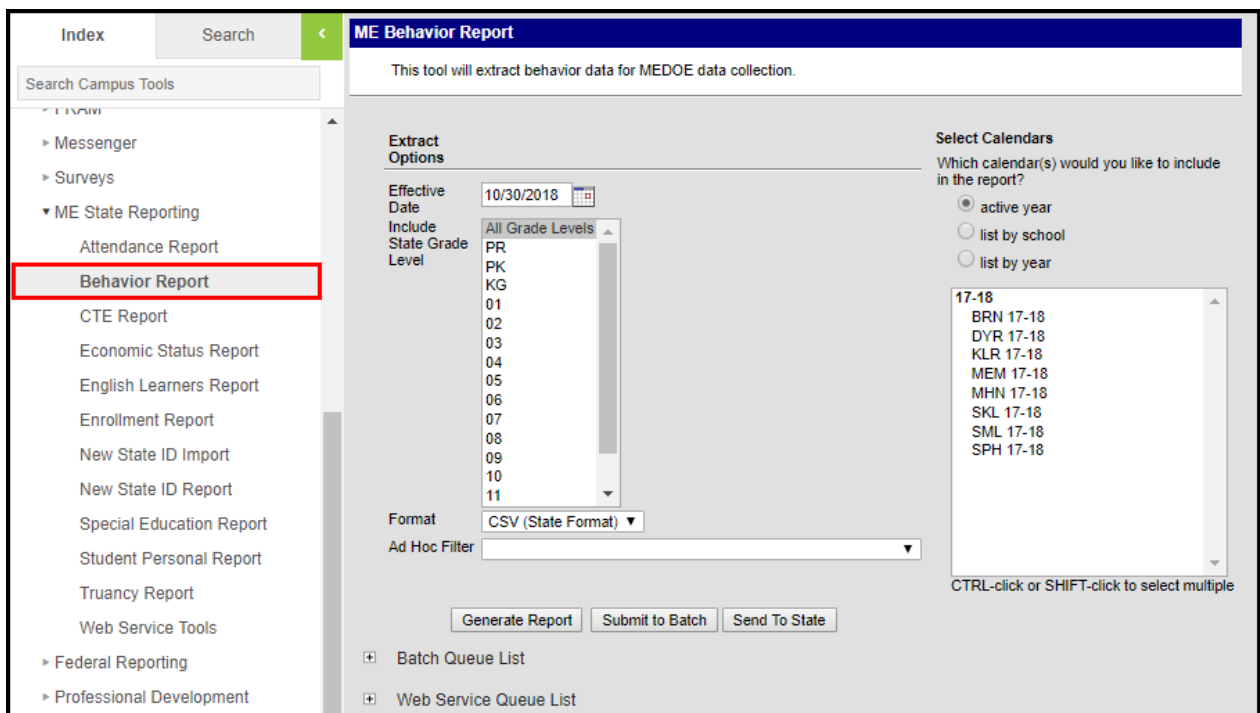 Index
Search
<
Search Campus Tools
Messenger
Surveys
ME State Reporting
Attendance Report
Behavior Report
CTE Report
Economic Status Report
English Learners Report
Enrollment Report
New State ID Import
New State ID Report
Special Education Report
Student Personal Report
Truancy Report
Web Service Tools
Federal Reporting
Professional Development
ME Behavior Report
This tool will extract behavior data for MEDOE data collection.
Extract
Options
Effective
Date
10/30/2018
Include
State Grade
Level
All Grade Levels
PR
PK
KG
01
02
03
04
05
06
07
08
09
10
11
Format
CSV (State Format)
Ad Hoc Filter
Generate Report
Submit to Batch
Send To State
Batch Queue List
Web Service Queue List
Select Calendars
Which calendar(s) would you like to include
in the report?
active year
list by school
list by year
17-18
BRN 17-18
DYR 17-18
KLR 17-18
MEM 17-18
MHN 17-18
SKL 17-18
SML 17-18
SPH 17-18
CTRL-click or SHIFT-click to select multiple